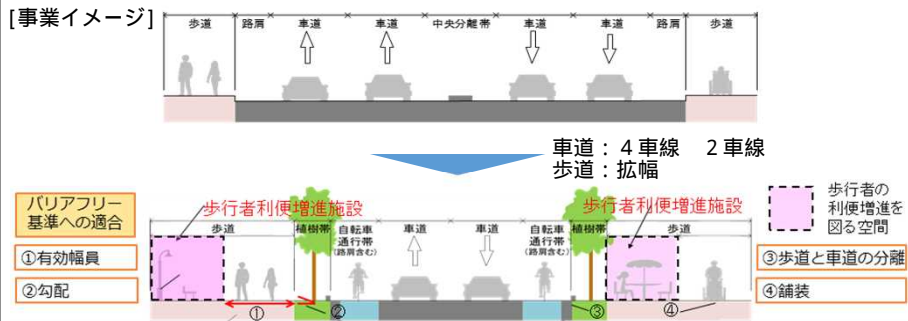 [事業イメージ]
歩道 路肩 車道 車道 中央分離帯 車道 車道 路肩 歩道
車道：４車線　２車線
歩道：拡幅
バリアフリー
基準への適合
①有効幅員
②勾配
歩行者利便増進施設
歩道 植樹帯 自転車
通行帯
(路肩含む)
車道 車道 自転車
通行帯
(路肩含む)
植樹帯 歩道
歩行者利便増進施設
① ② ③ ④
歩行者の
利便増進を
図る空間
③歩道と車道の分離
④舗装